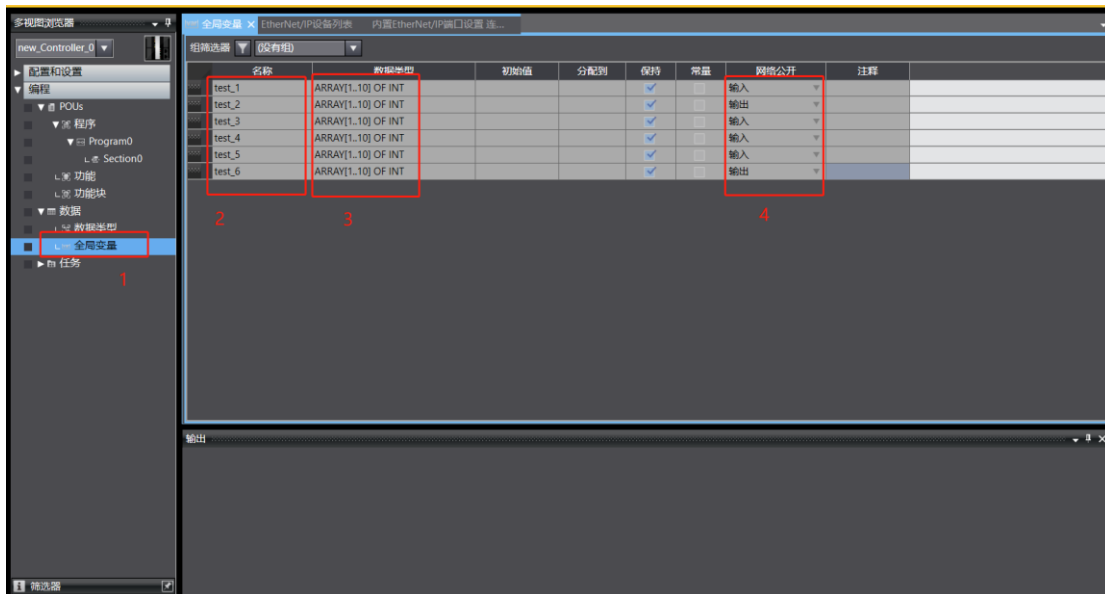 多视图浏览器
new_Controller_0
配置和设置
编程
POUs
程序
Program0
Section0
功能
功能块
数据
数据类型
全局变量
任务
1
筛选器
全局变量 EtherNet/IP设备列表 内置EtherNet/IP端口设置 连...
组筛选器 (没有组)
名称 数据类型 初始值 分配到 保持 常量 网络公开 注释
test_1 ARRAY[1..10] OF INT 输入
test_2 ARRAY[1..10] OF INT 输出
test_3 ARRAY[1..10] OF INT 输入
test_4 ARRAY[1..10] OF INT 输入
test_5 ARRAY[1..10] OF INT 输入
test_6 ARRAY[1..10] OF INT 输出
2 3 4
输出